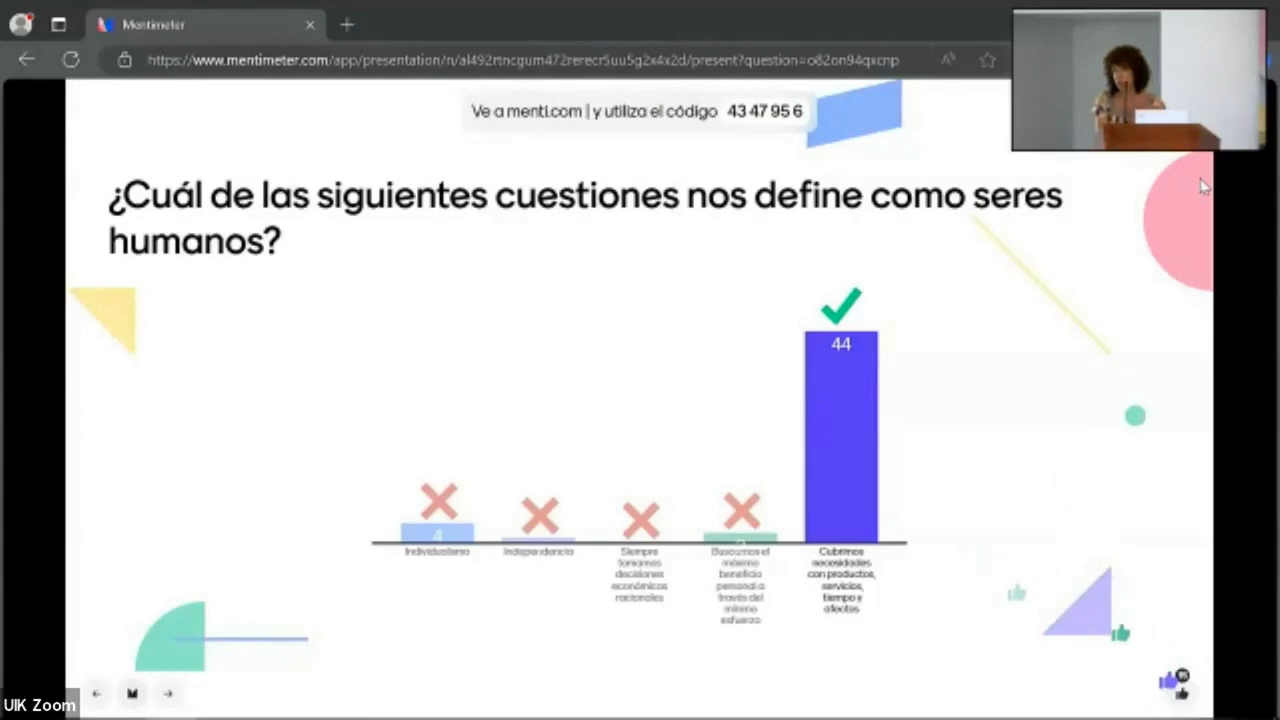 Mentimeter
https://www.mentimeter.com/app/presentation/n/al492rtncgum472rerecr5uu5g2x4x2d/present?question=o82on94qxcnp
Ve a menti.com | y utiliza el código 43 47 95 6
¿Cuál de las siguientes cuestiones nos define como seres
humanos?
44
4
Individualismo
Independencia
Siempre
tomamos
decisiones
económicas
racionales
Buscamos el
máximo
beneficio
personal a
través del
mínimo
esfuerzo
Cubrimos
necesidades
con productos,
servicios,
tiempo y
afectos
UIK Zoom